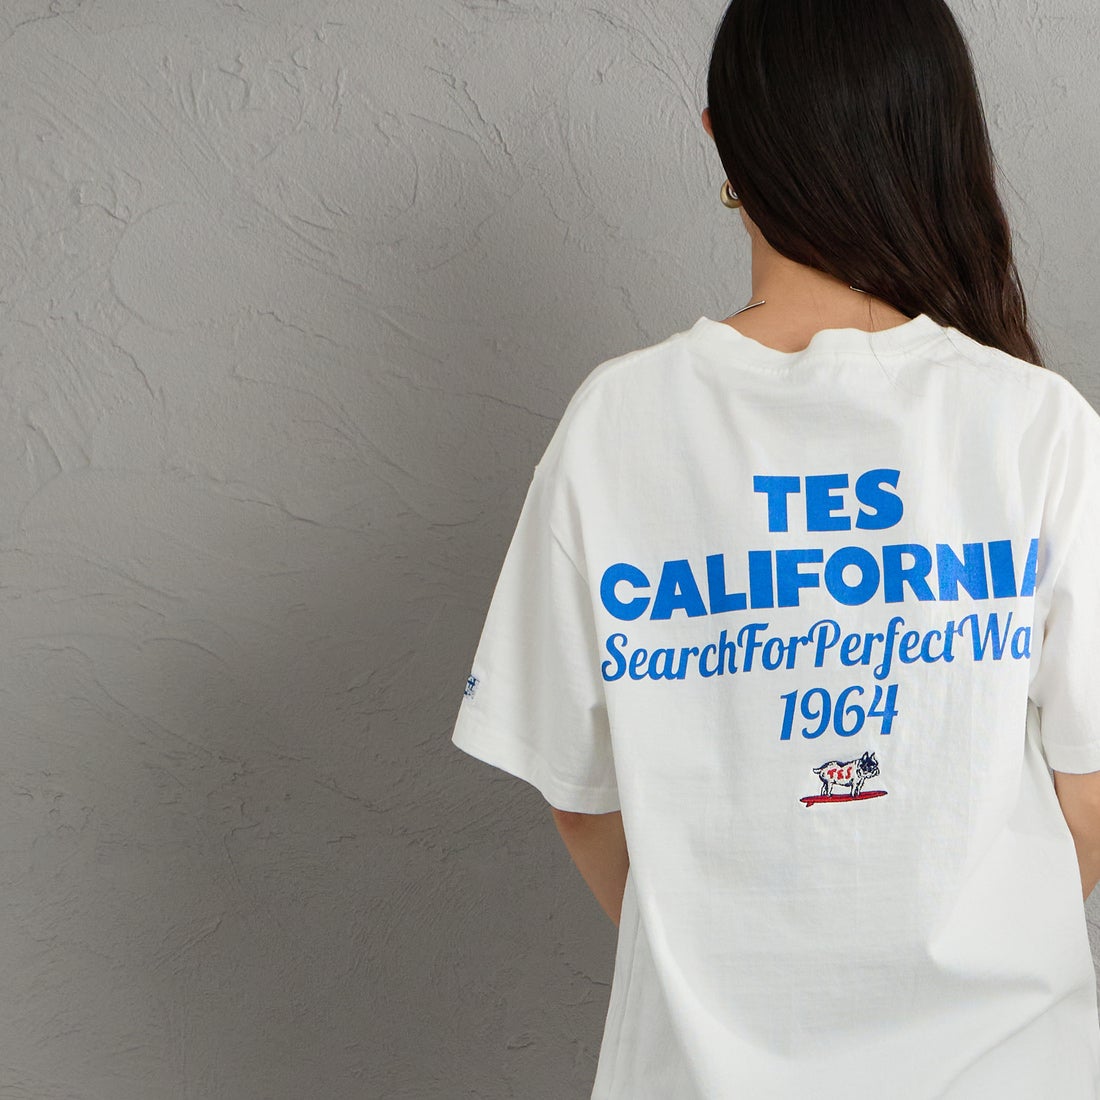 TES
CALIFORNIA
SearchForPerfectWa
1964
TES